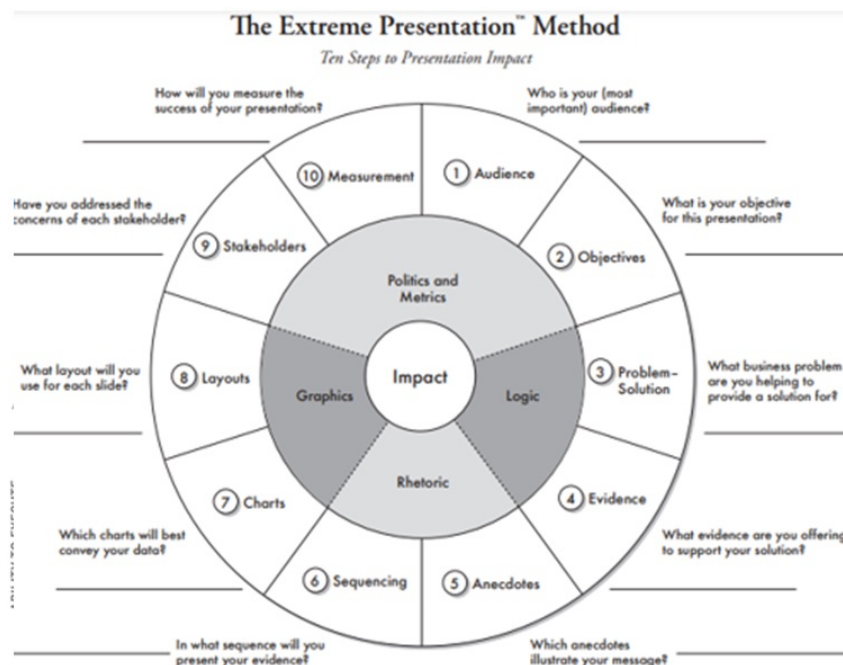 The Extreme Presentation™ Method
Ten Steps to Presentation Impact
How will you measure the
success of your presentation?
Who is your (most
important) audience?
10 Measurement
1 Audience
Have you addressed the
concerns of each stakeholder?
What is your objective
for this presentation?
9 Stakeholders
2 Objectives
Politics and
Metrics
What layout will you
use for each slide?
8 Layouts
Graphics
Impact
Logic
3 Problem–
Solution
What business problem
are you helping to
provide a solution for?
Rhetoric
7 Charts
4 Evidence
Which charts will best
convey your data?
What evidence are you offering
to support your solution?
6 Sequencing
5 Anecdotes
In what sequence will you
present your evidence?
Which anecdotes
illustrate your message?